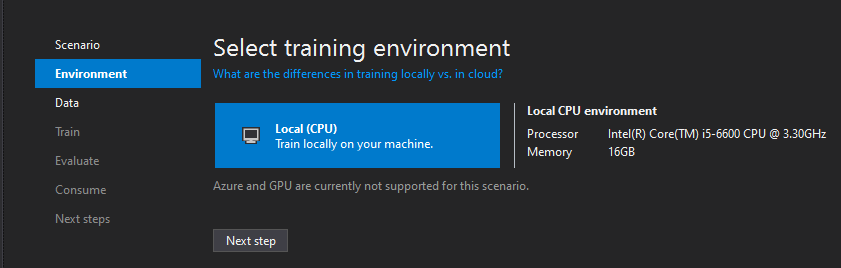 Scenario
Environment
Data
Train
Evaluate
Consume
Next steps
Select training environment
What are the differences in training locally vs. in cloud?
Local (CPU)
Train locally on your machine.
Local CPU environment
Processor Intel(R) Core(TM) i5-6600 CPU @ 3.30GHz
Memory 16GB
Azure and GPU are currently not supported for this scenario.
Next step